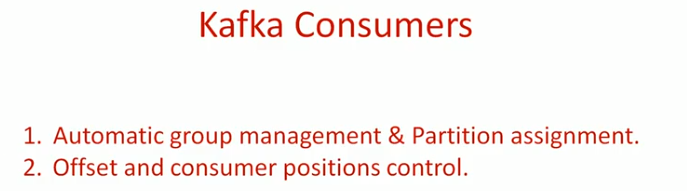 Kafka Consumers
1. Automatic group management & Partition assignment.
2. Offset and consumer positions control.